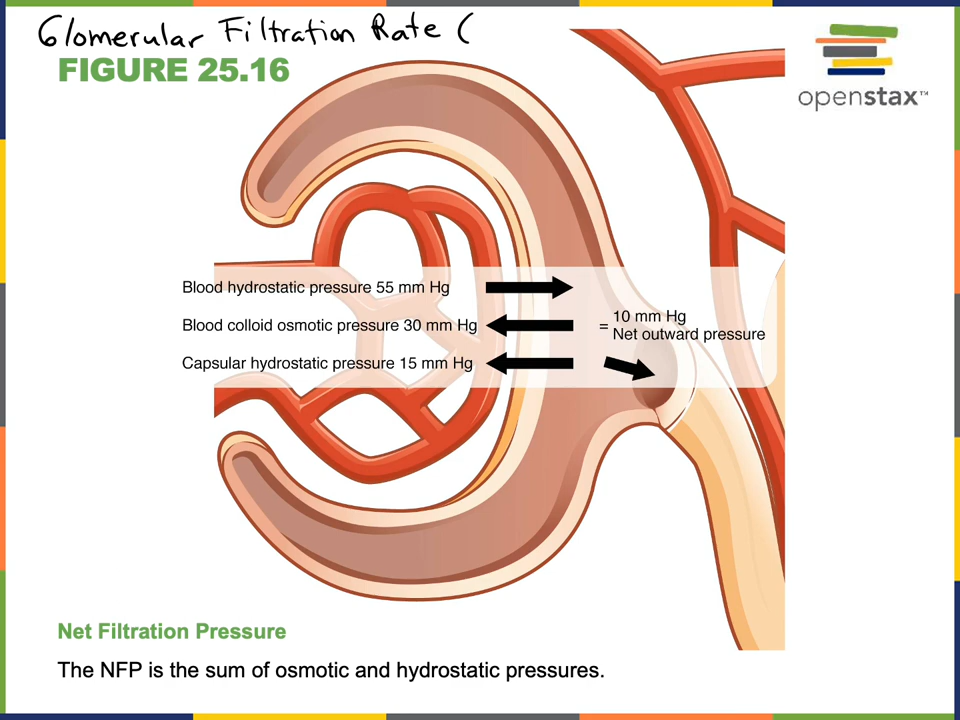 Glomerular Filtration Rate (
FIGURE 25.16
openstax™
Blood hydrostatic pressure 55 mm Hg
Blood colloid osmotic pressure 30 mm Hg
Capsular hydrostatic pressure 15 mm Hg
= 10 mm Hg
Net outward pressure
Net Filtration Pressure
The NFP is the sum of osmotic and hydrostatic pressures.